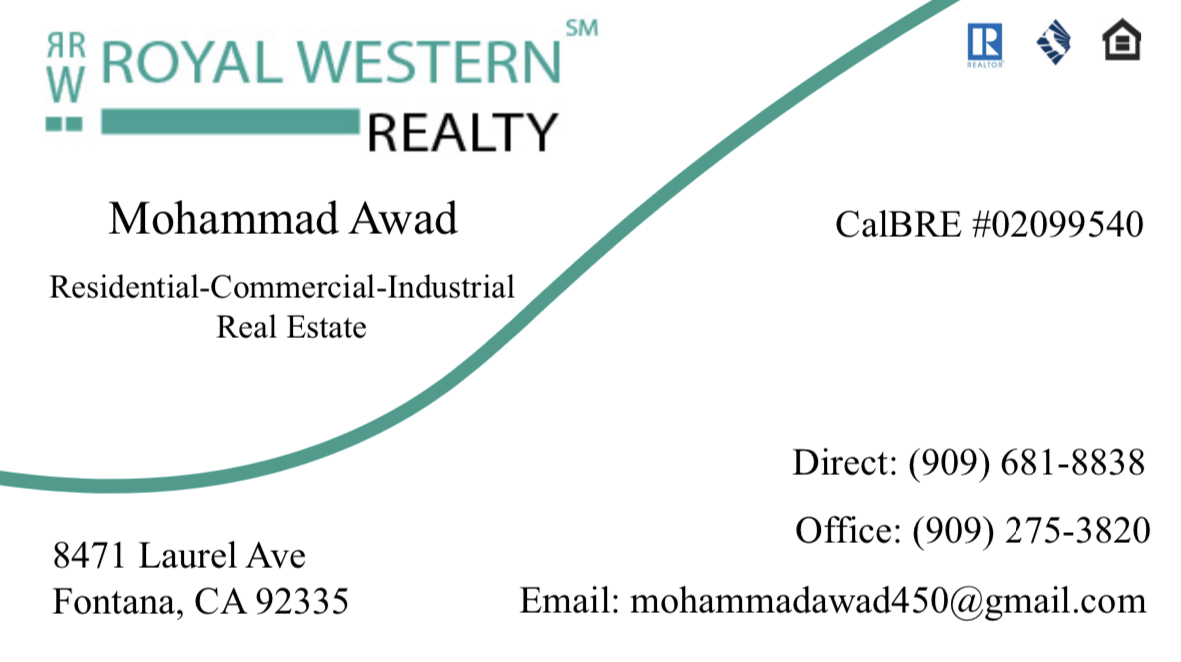 ЯR
W
ROYAL WESTERN SM
REALTY
R
REALTOR
Mohammad Awad
CalBRE #02099540
Residential-Commercial-Industrial
Real Estate
Direct: (909) 681-8838
Office: (909) 275-3820
8471 Laurel Ave
Fontana, CA 92335
Email: mohammadawad450@gmail.com